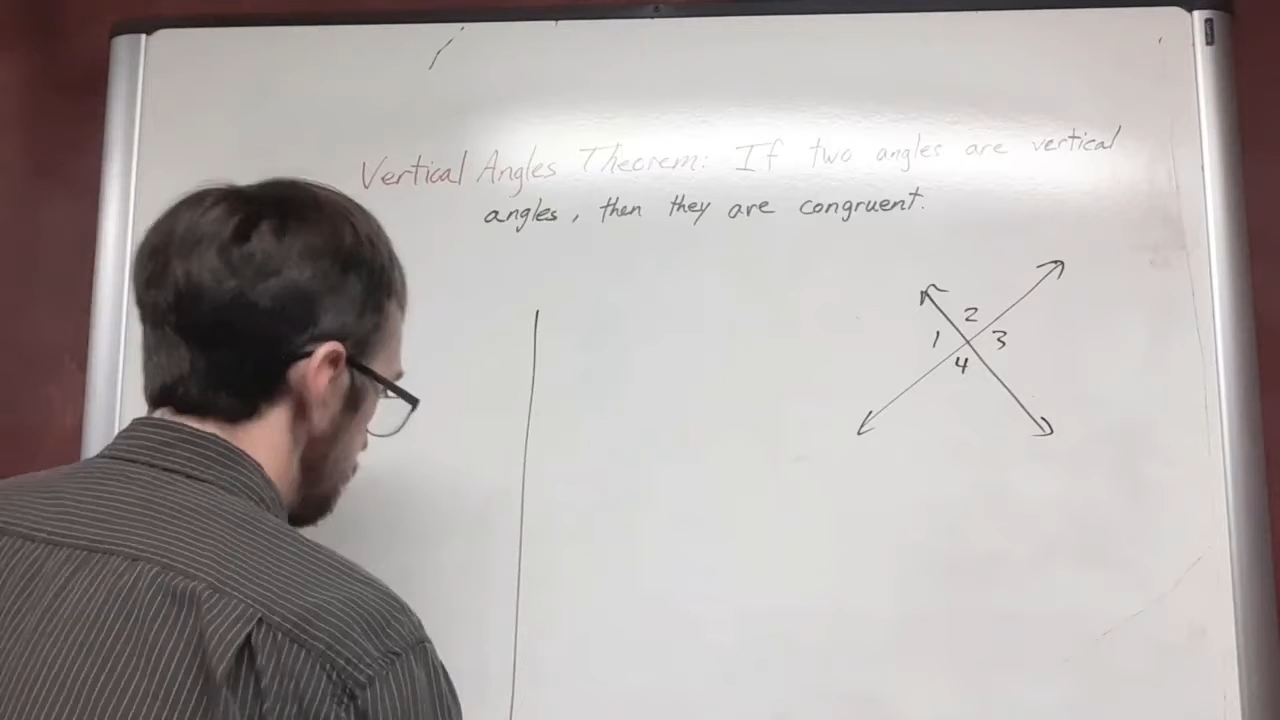 Vertical Angles Theorem: If two angles are vertical
angles, then they are congruent.
2
1 3
4